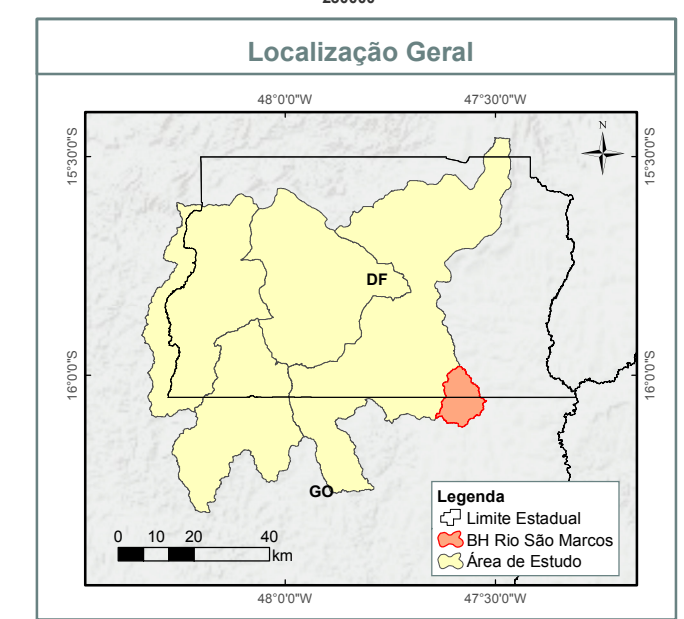 Localização Geral
48°0'0"W 47°30'0"W
N
15°30'0"S 15°30'0"S
DF
16°0'0"S 16°0'0"S
GO
Legenda
Limite Estadual
BH Rio São Marcos
Área de Estudo
0 10 20 40
km
48°0'0"W 47°30'0"W